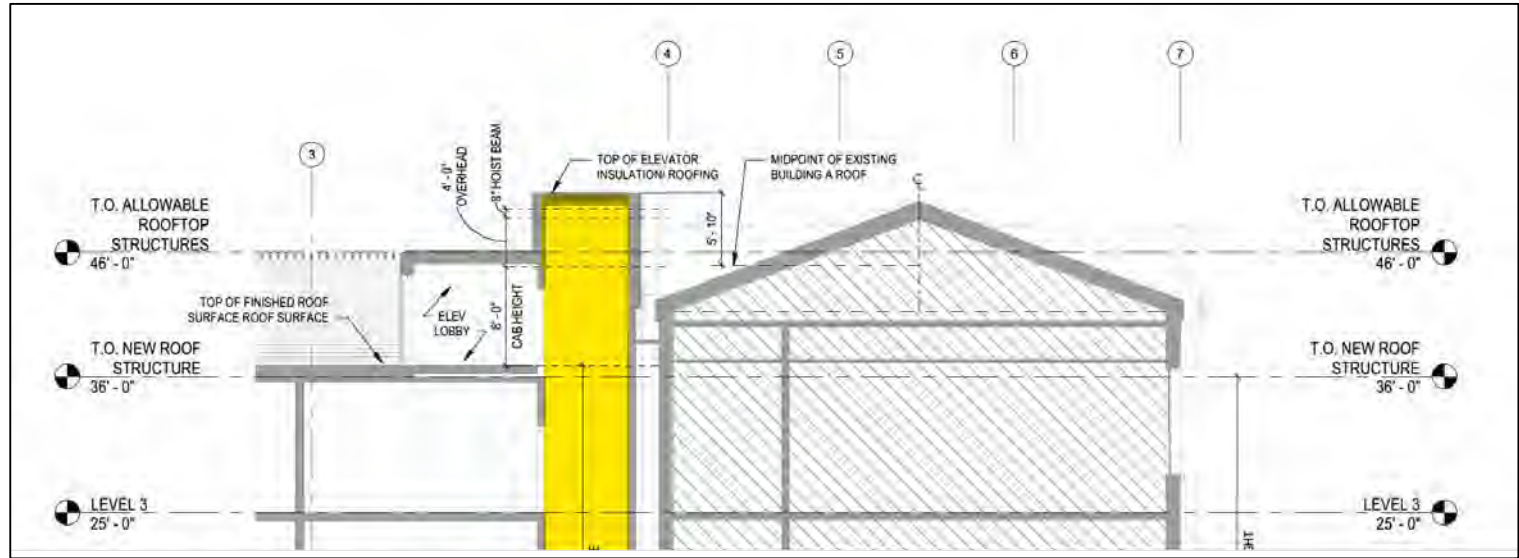 4
5
6
7
3
4' - 0"
OVERHEAD
8" HOIST BEAM
TOP OF ELEVATOR
INSULATION/ ROOFING
MIDPOINT OF EXISTING
BUILDING A ROOF
5' - 10"
T.O. ALLOWABLE
ROOFTOP
STRUCTURES
46' - 0"
T.O. ALLOWABLE
ROOFTOP
STRUCTURES
46' - 0"
TOP OF FINISHED ROOF
SURFACE ROOF SURFACE
ELEV
LOBBY
8' - 0"
CAB HEIGHT
T.O. NEW ROOF
STRUCTURE
36' - 0"
T.O. NEW ROOF
STRUCTURE
36' - 0"
LEVEL 3
25' - 0"
LEVEL 3
25' - 0"